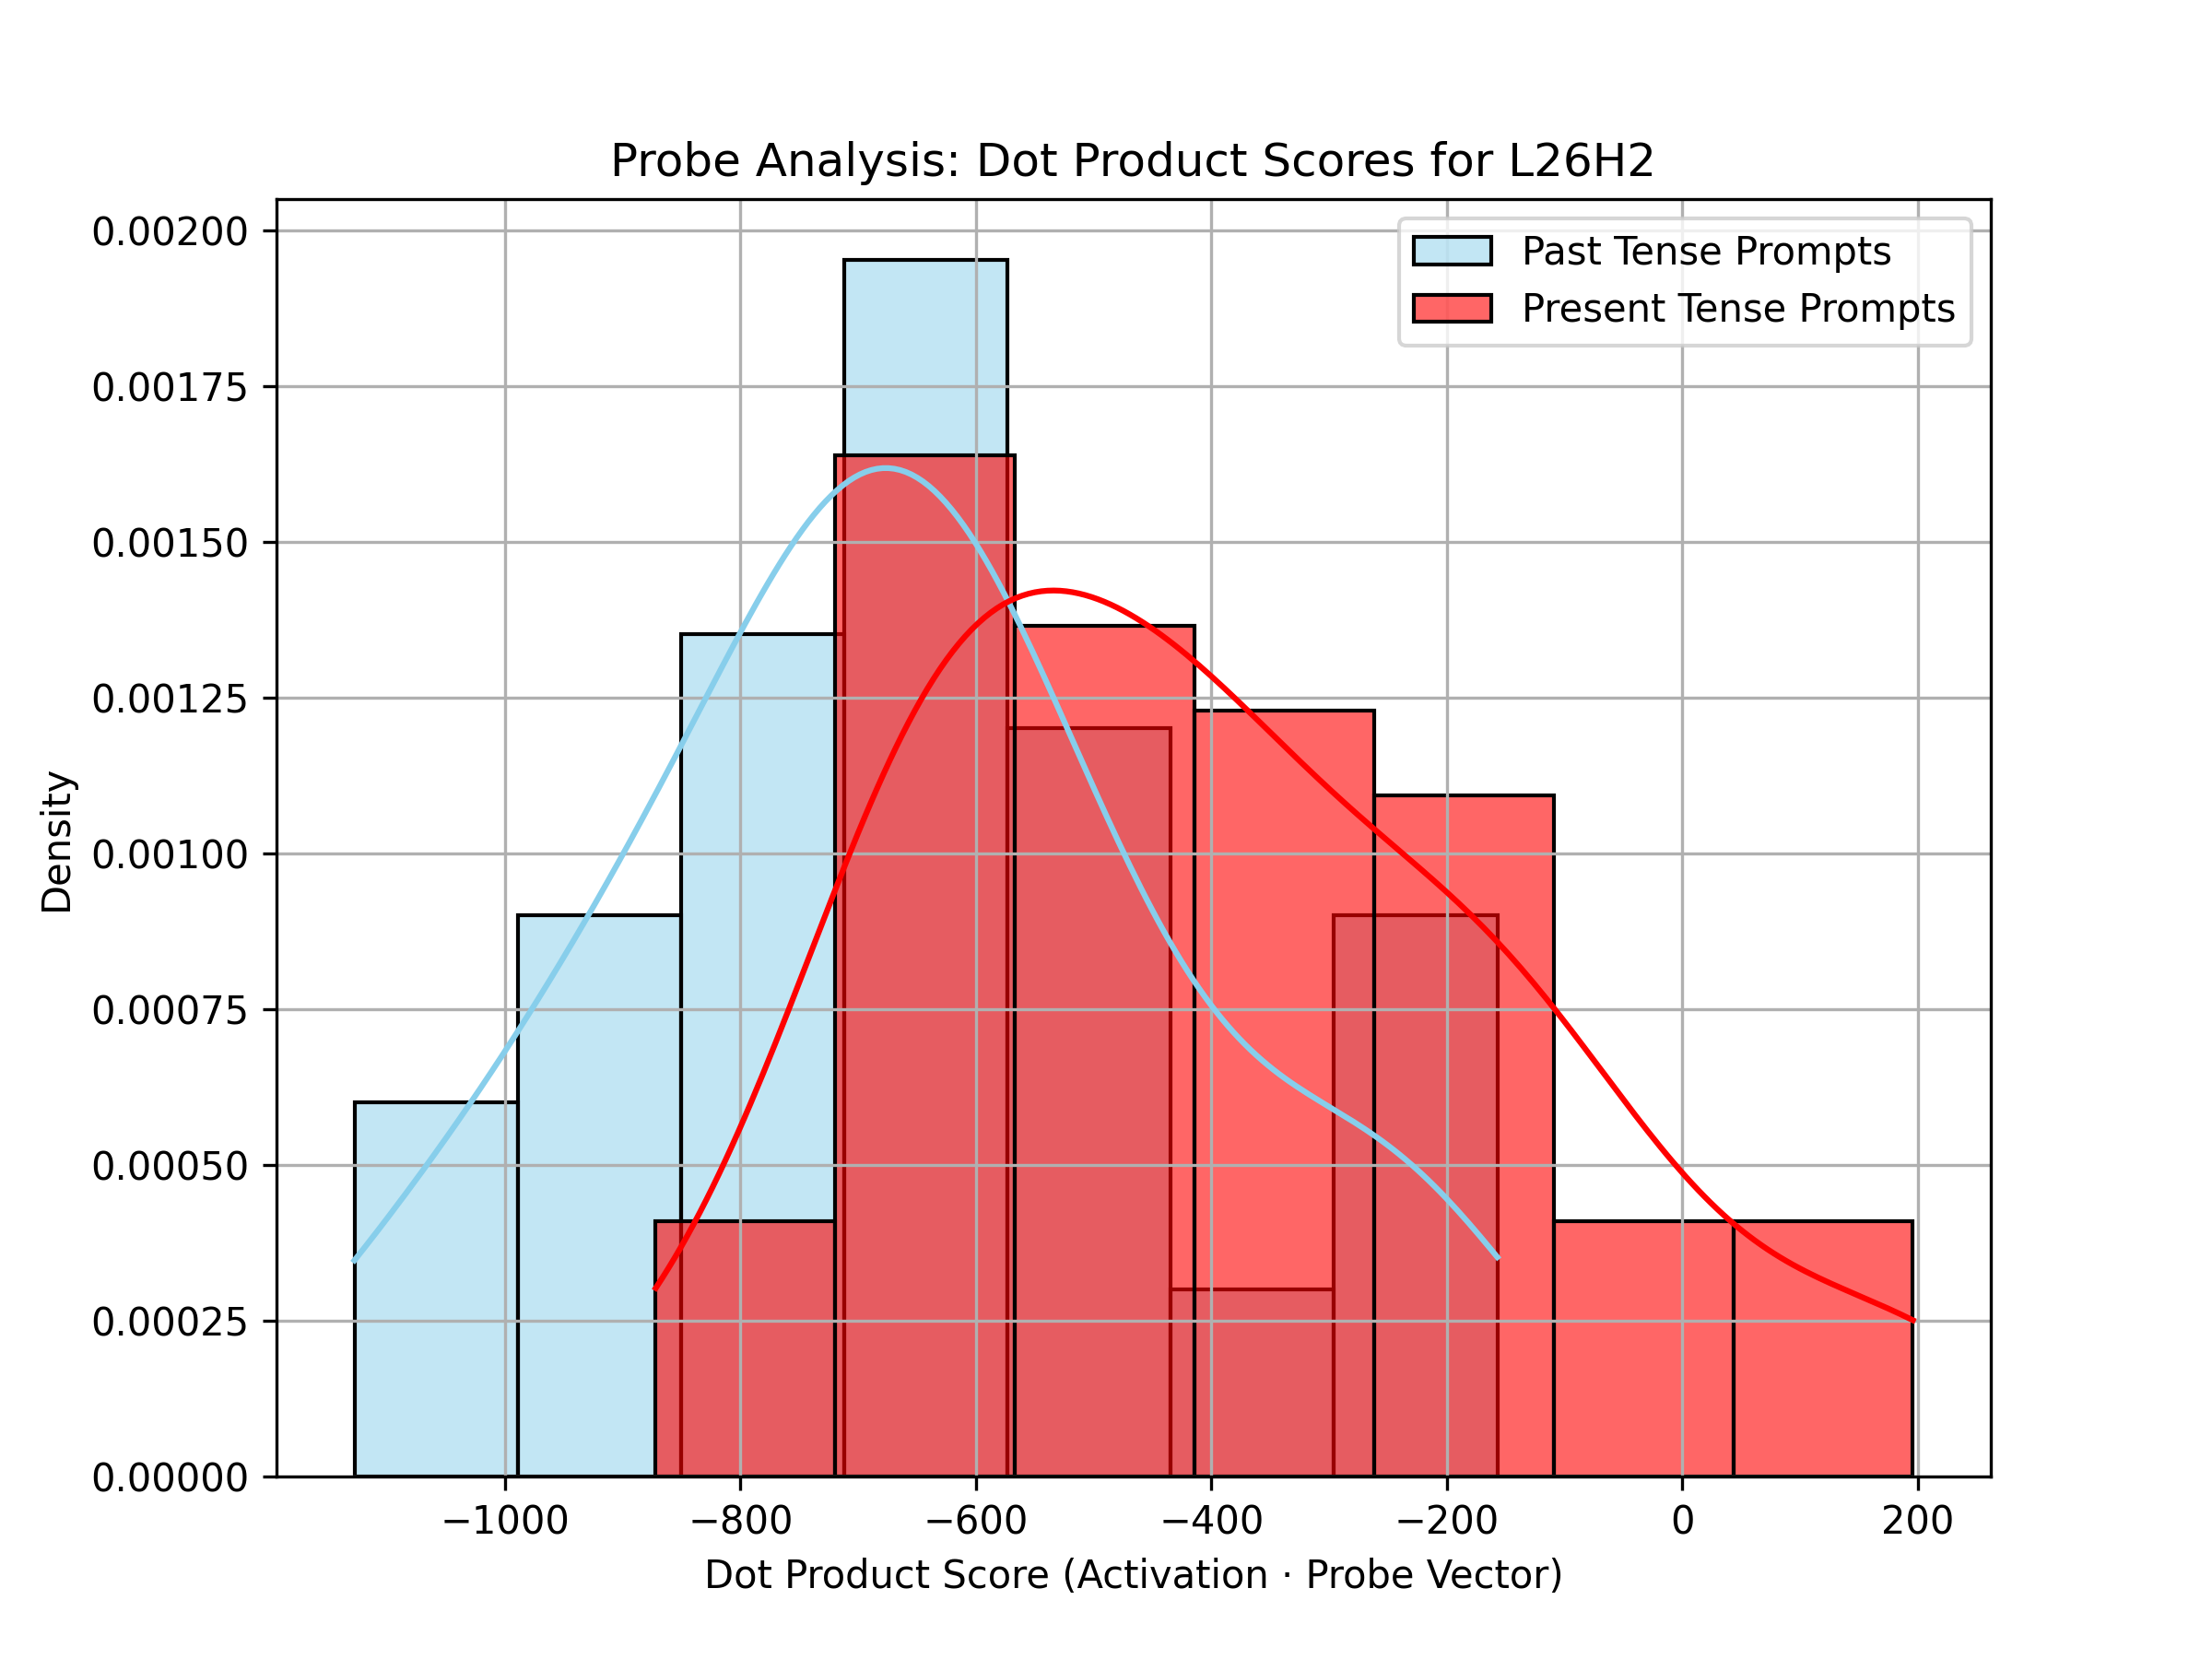 Probe Analysis: Dot Product Scores for L26H2
Past Tense Prompts
Present Tense Prompts
Density
0.00200
0.00175
0.00150
0.00125
0.00100
0.00075
0.00050
0.00025
0.00000
−1000 −800 −600 −400 −200 0 200
Dot Product Score (Activation · Probe Vector)